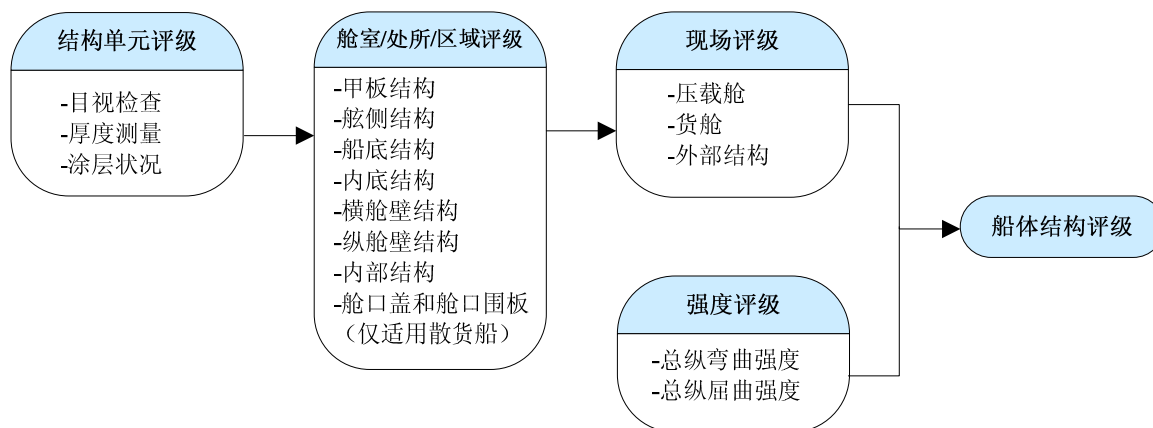 结构单元评级
-目视检查
-厚度测量
-涂层状况
舱室/处所/区域评级
-甲板结构
-舷侧结构
-船底结构
-内底结构
-横舱壁结构
-纵舱壁结构
-内部结构
-舱口盖和舱口围板
（仅适用散货船）
现场评级
-压载舱
-货舱
-外部结构
强度评级
-总纵弯曲强度
-总纵屈曲强度
船体结构评级